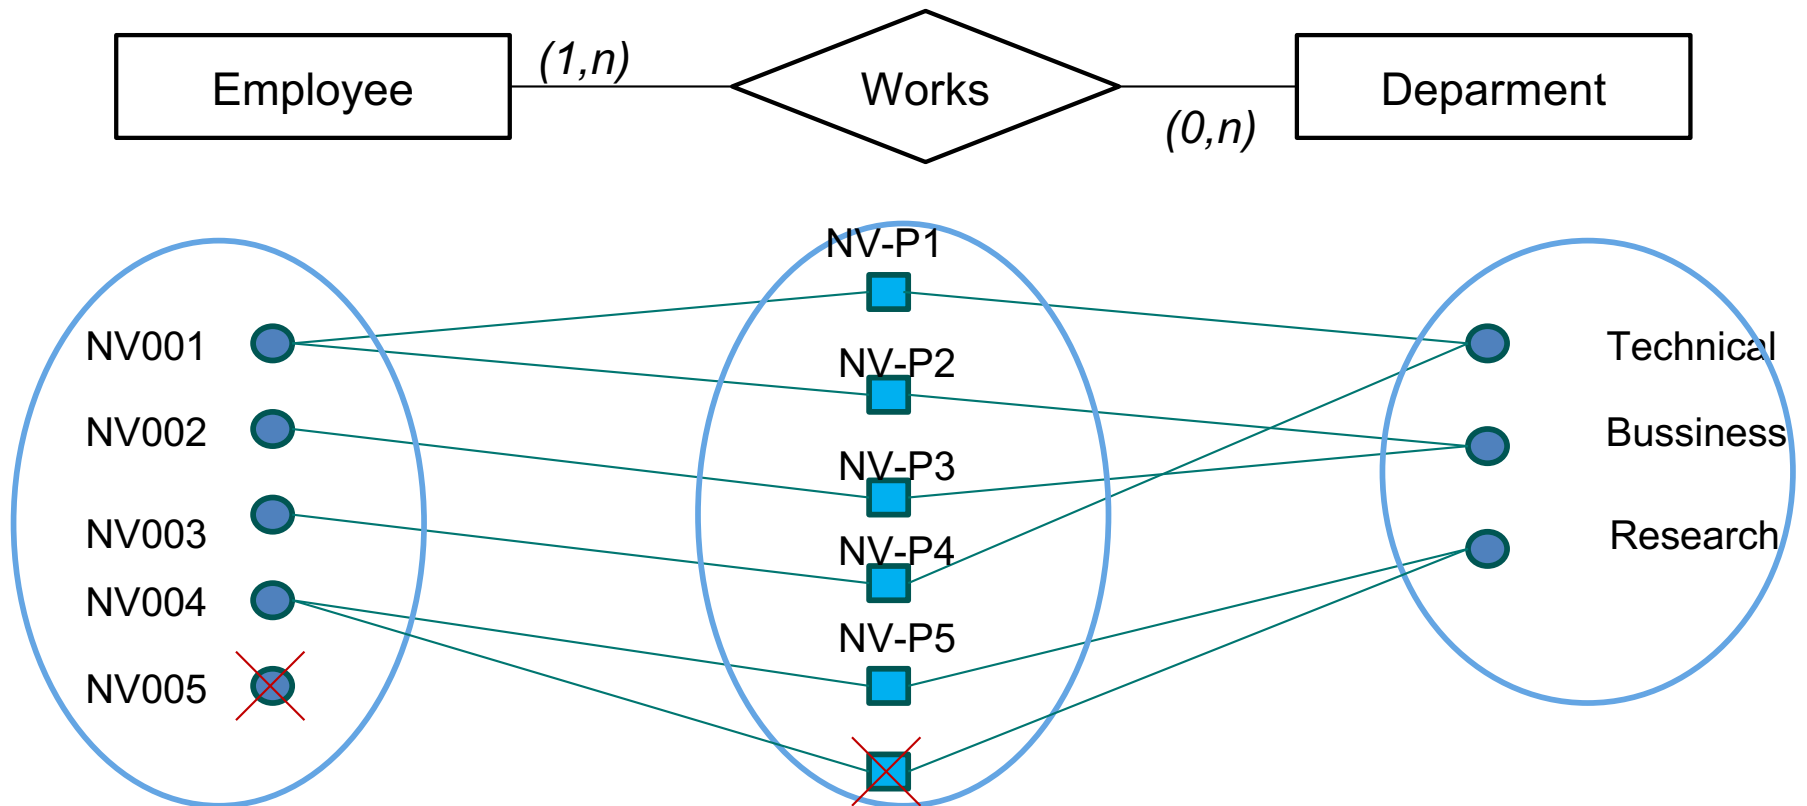 Employee
(1,n)
Works
(0,n)
Deparment
NV-P1
NV001
NV-P2
Technical
NV002
Bussiness
NV-P3
NV003
NV-P4
Research
NV004
NV-P5
NV005